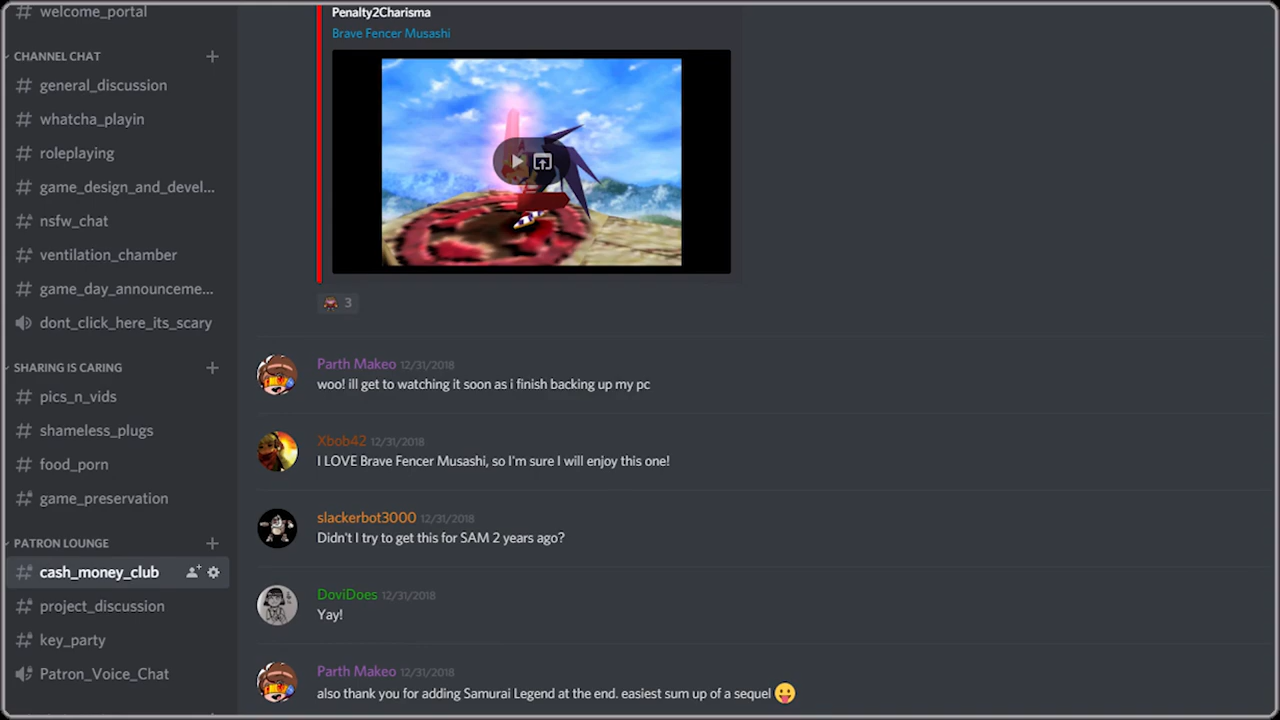 welcome_portal
CHANNEL CHAT
general_discussion
whatcha_playin
roleplaying
game_design_and_devel...
nsfw_chat
ventilation_chamber
game_day_announceme...
dont_click_here_its_scary
SHARING IS CARING
pics_n_vids
shameless_plugs
food_porn
game_preservation
PATRON LOUNGE
cash_money_club
project_discussion
key_party
Patron_Voice_Chat
Penalty2Charisma
Brave Fencer Musashi
3
Parth Makeo 12/31/2018
woo! ill get to watching it soon as i finish backing up my pc
Xbob42 12/31/2018
I LOVE Brave Fencer Musashi, so I'm sure I will enjoy this one!
slackerbot3000 12/31/2018
Didn't I try to get this for SAM 2 years ago?
DoviDoes 12/31/2018
Yay!
Parth Makeo 12/31/2018
also thank you for adding Samurai Legend at the end. easiest sum up of a sequel 😛